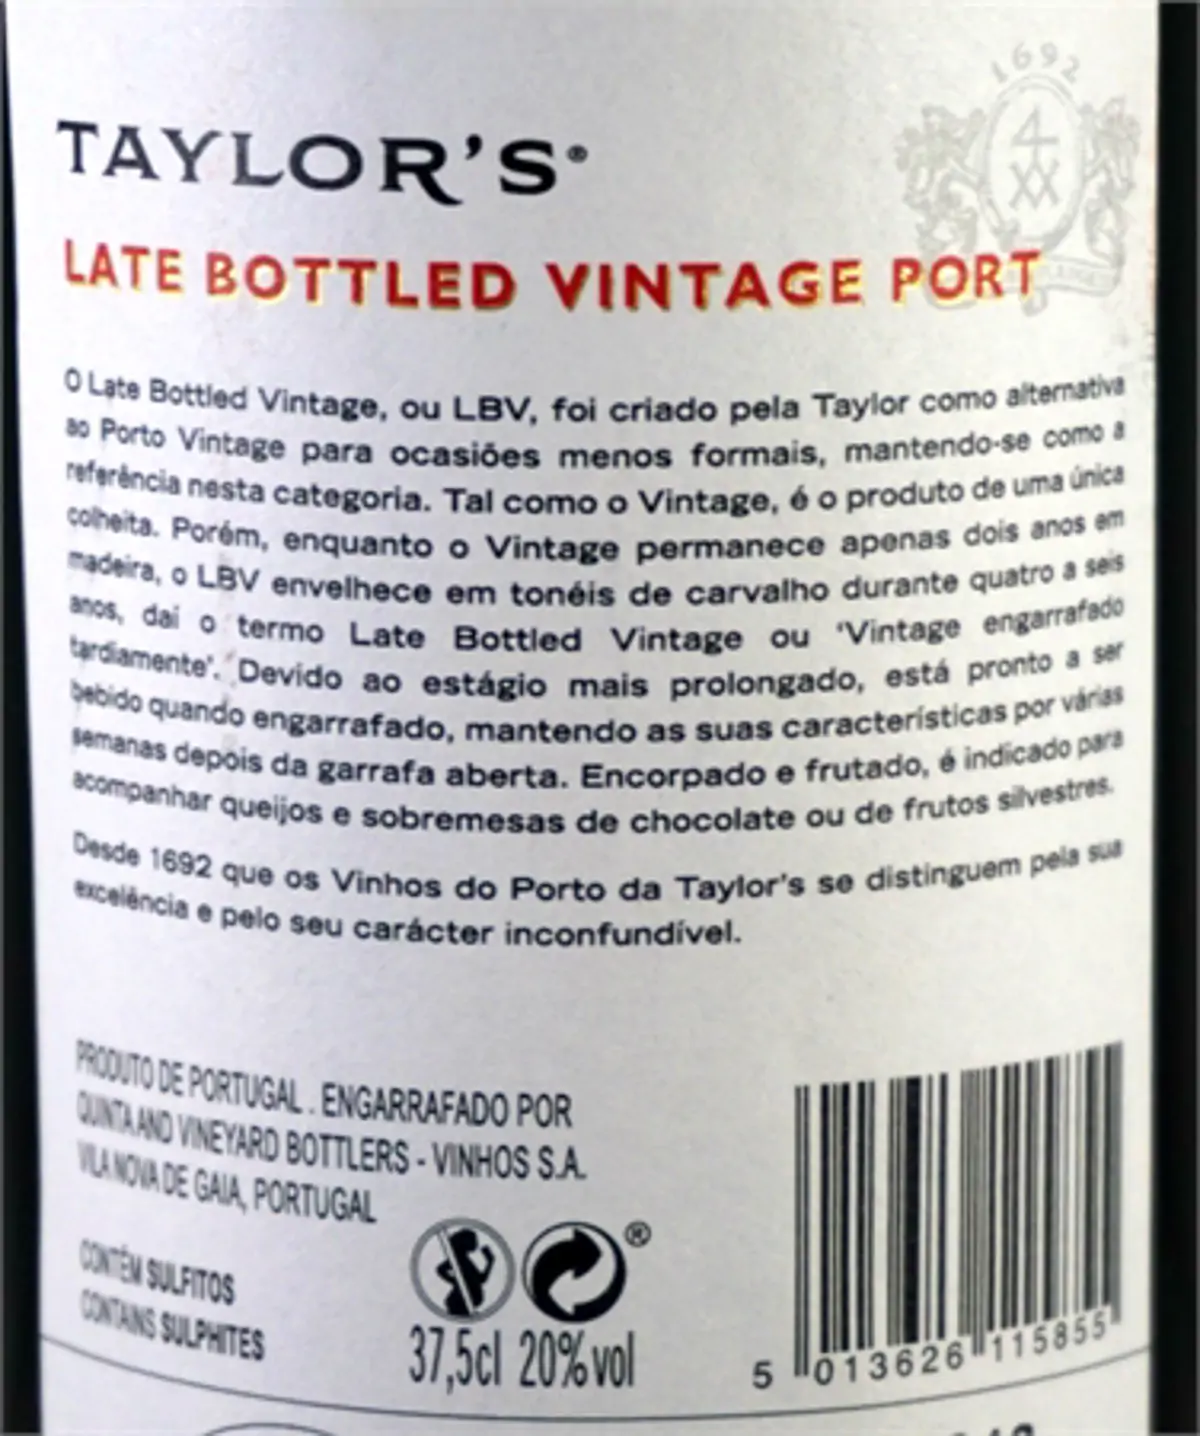 1692
TAYLOR'S®
LATE BOTTLED VINTAGE PORT
O Late Bottled Vintage, ou LBV, foi criado pela Taylor como alternativa
ao Porto Vintage para ocasiões menos formais, mantendo-se como a
referência nesta categoria. Tal como o Vintage, é o produto de uma única
colheita. Porém, enquanto o Vintage permanece apenas dois anos em
madeira, o LBV envelhece em tonéis de carvalho durante quatro a seis
anos, daí o termo Late Bottled Vintage ou 'Vintage engarrafado
tardiamente'. Devido ao estágio mais prolongado, está pronto a ser
bebido quando engarrafado, mantendo as suas características por várias
semanas depois da garrafa aberta. Encorpado e frutado, é indicado para
acompanhar queijos e sobremesas de chocolate ou de frutos silvestres.
Desde 1692 que os Vinhos do Porto da Taylor's se distinguem pela sua
excelência e pelo seu carácter inconfundível.
PRODUTO DE PORTUGAL . ENGARRAFADO POR
QUINTA AND VINEYARD BOTTLERS - VINHOS S.A.
VILA NOVA DE GAIA, PORTUGAL
CONTÉM SULFITOS
CONTAINS SULPHITES
®
37,5cl 20%vol
5 013626 115855